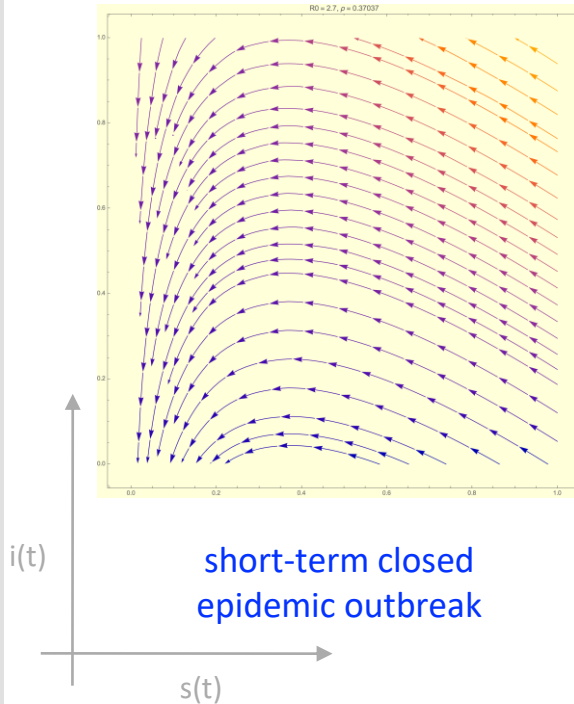 R0 = 2.7, ρ = 0.37037
1.0
0.8
0.6
0.4
0.2
0.0
0.0 0.2 0.4 0.6 0.8 1.0
i(t)
short-term closed
epidemic outbreak
s(t)